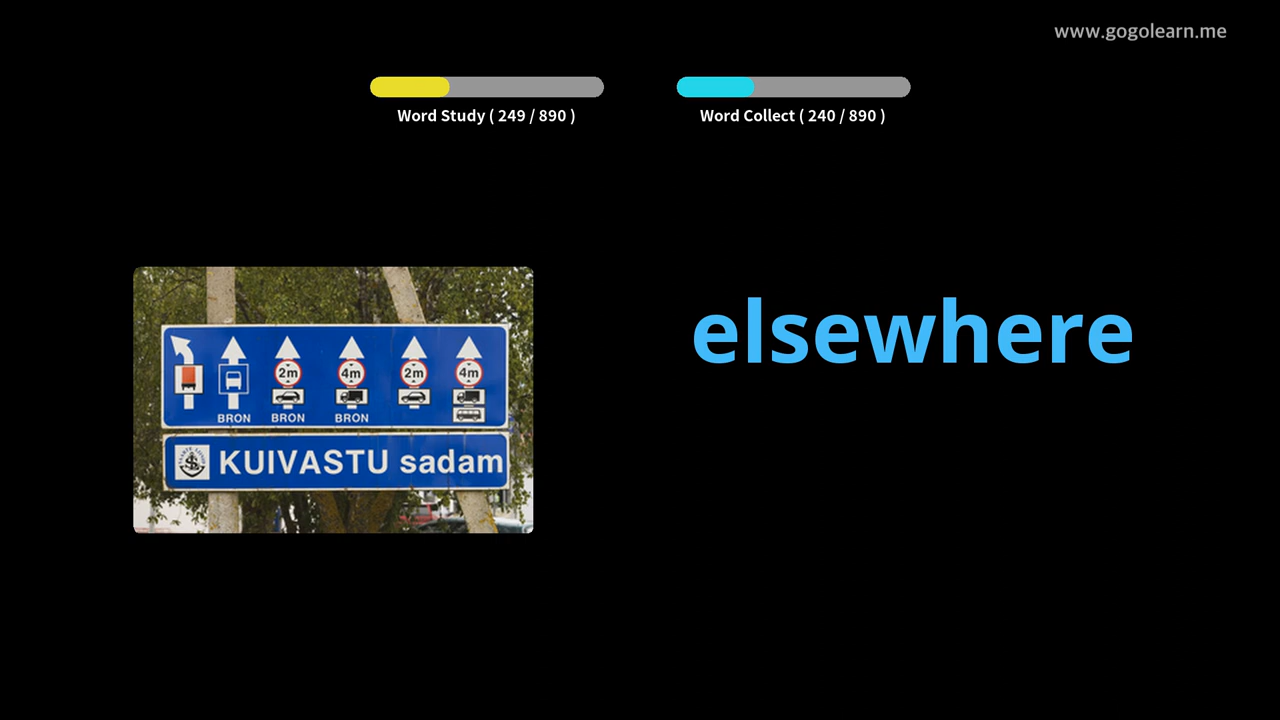 www.gogolearn.me
Word Study ( 249 / 890 )
Word Collect ( 240 / 890 )
elsewhere
2m 4m 2m 4m
BRON BRON BRON
KUIVASTU sadam